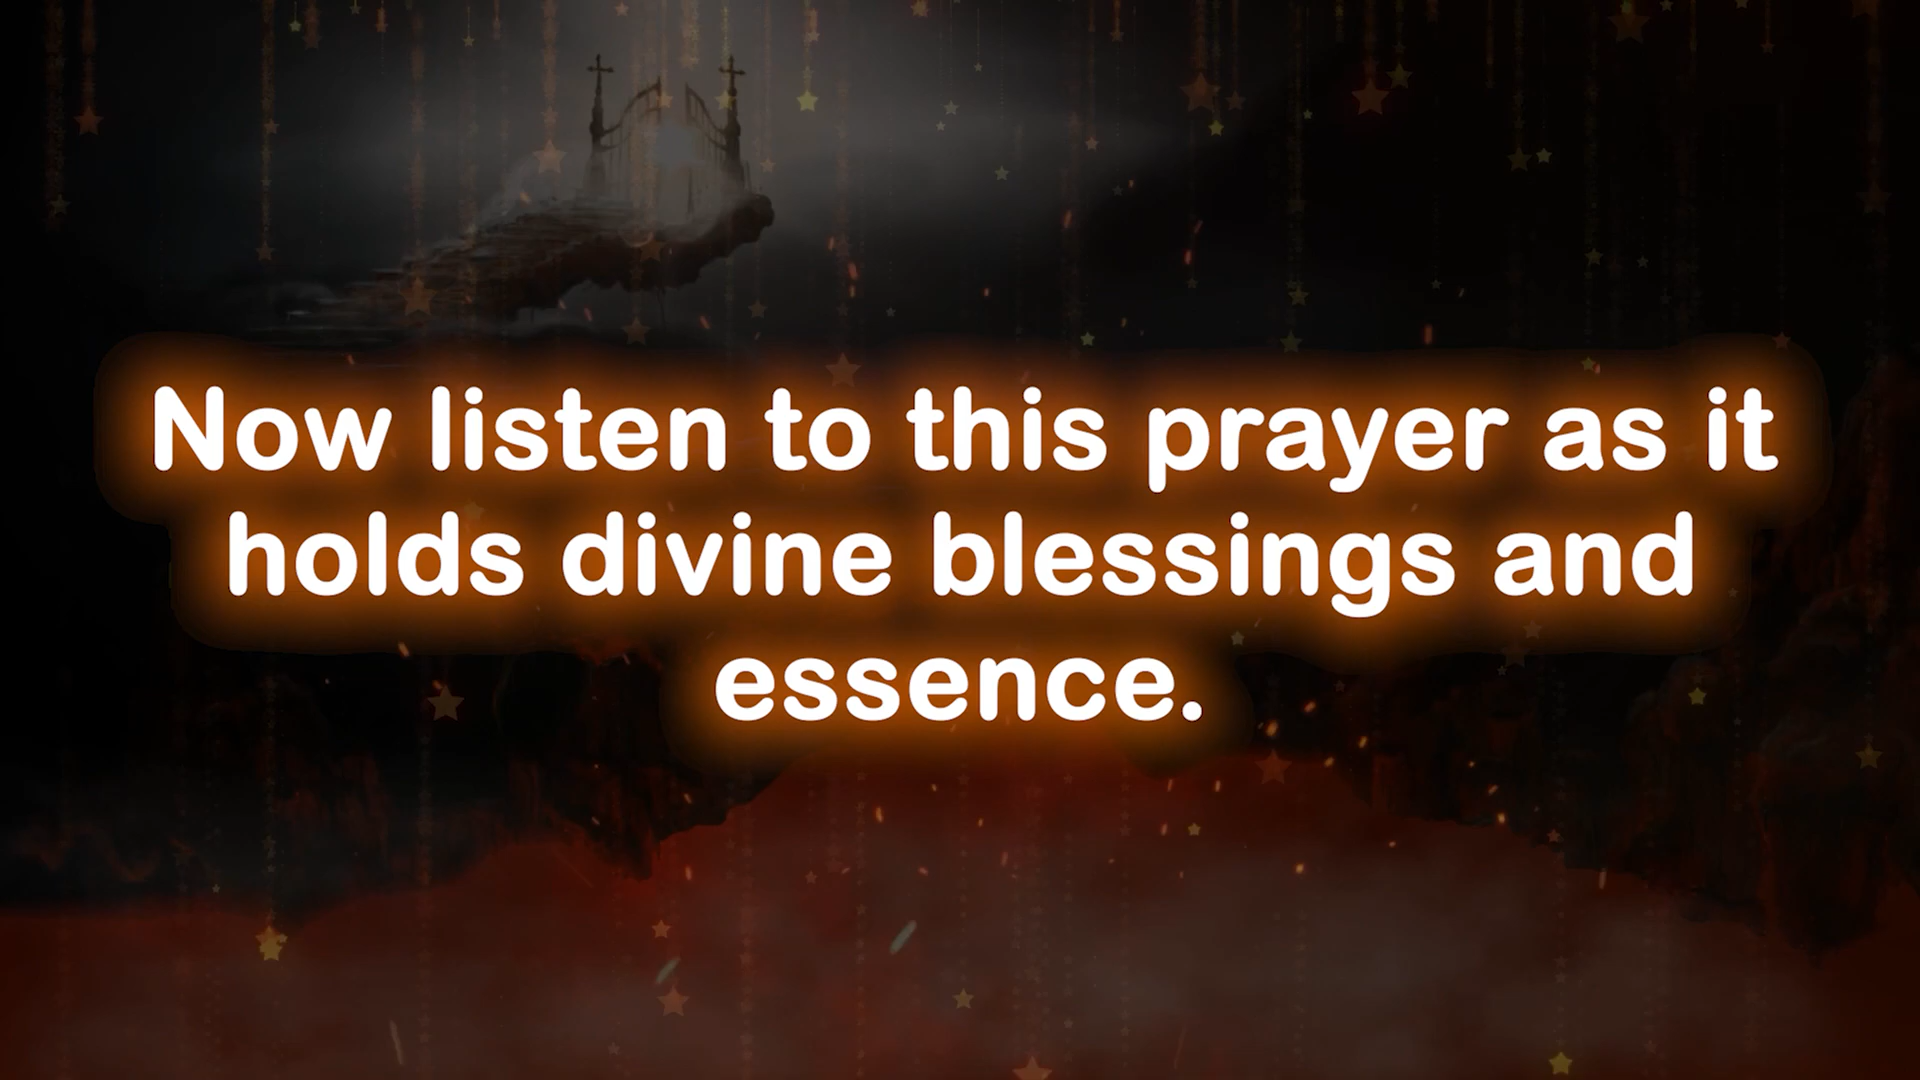 Now listen to this prayer as it
holds divine blessings and
essence.